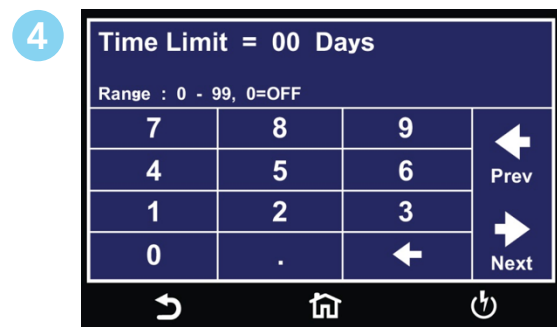 4
Time Limit = 00 Days
Range : 0 - 99, 0=OFF
7 8 9
4 5 6 Prev
1 2 3
0 . Next